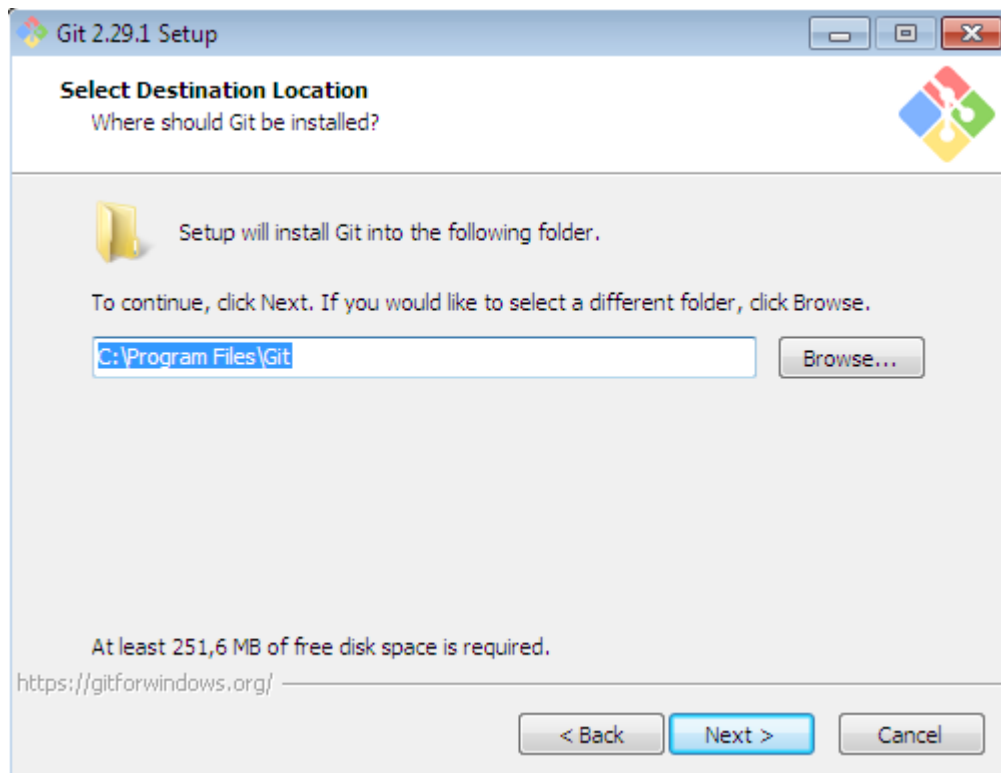 Git 2.29.1 Setup
Select Destination Location
Where should Git be installed?
Setup will install Git into the following folder.
To continue, click Next. If you would like to select a different folder, click Browse.
C:\Program Files\Git
Browse...
At least 251,6 MB of free disk space is required.
https://gitforwindows.org/
< Back
Next >
Cancel